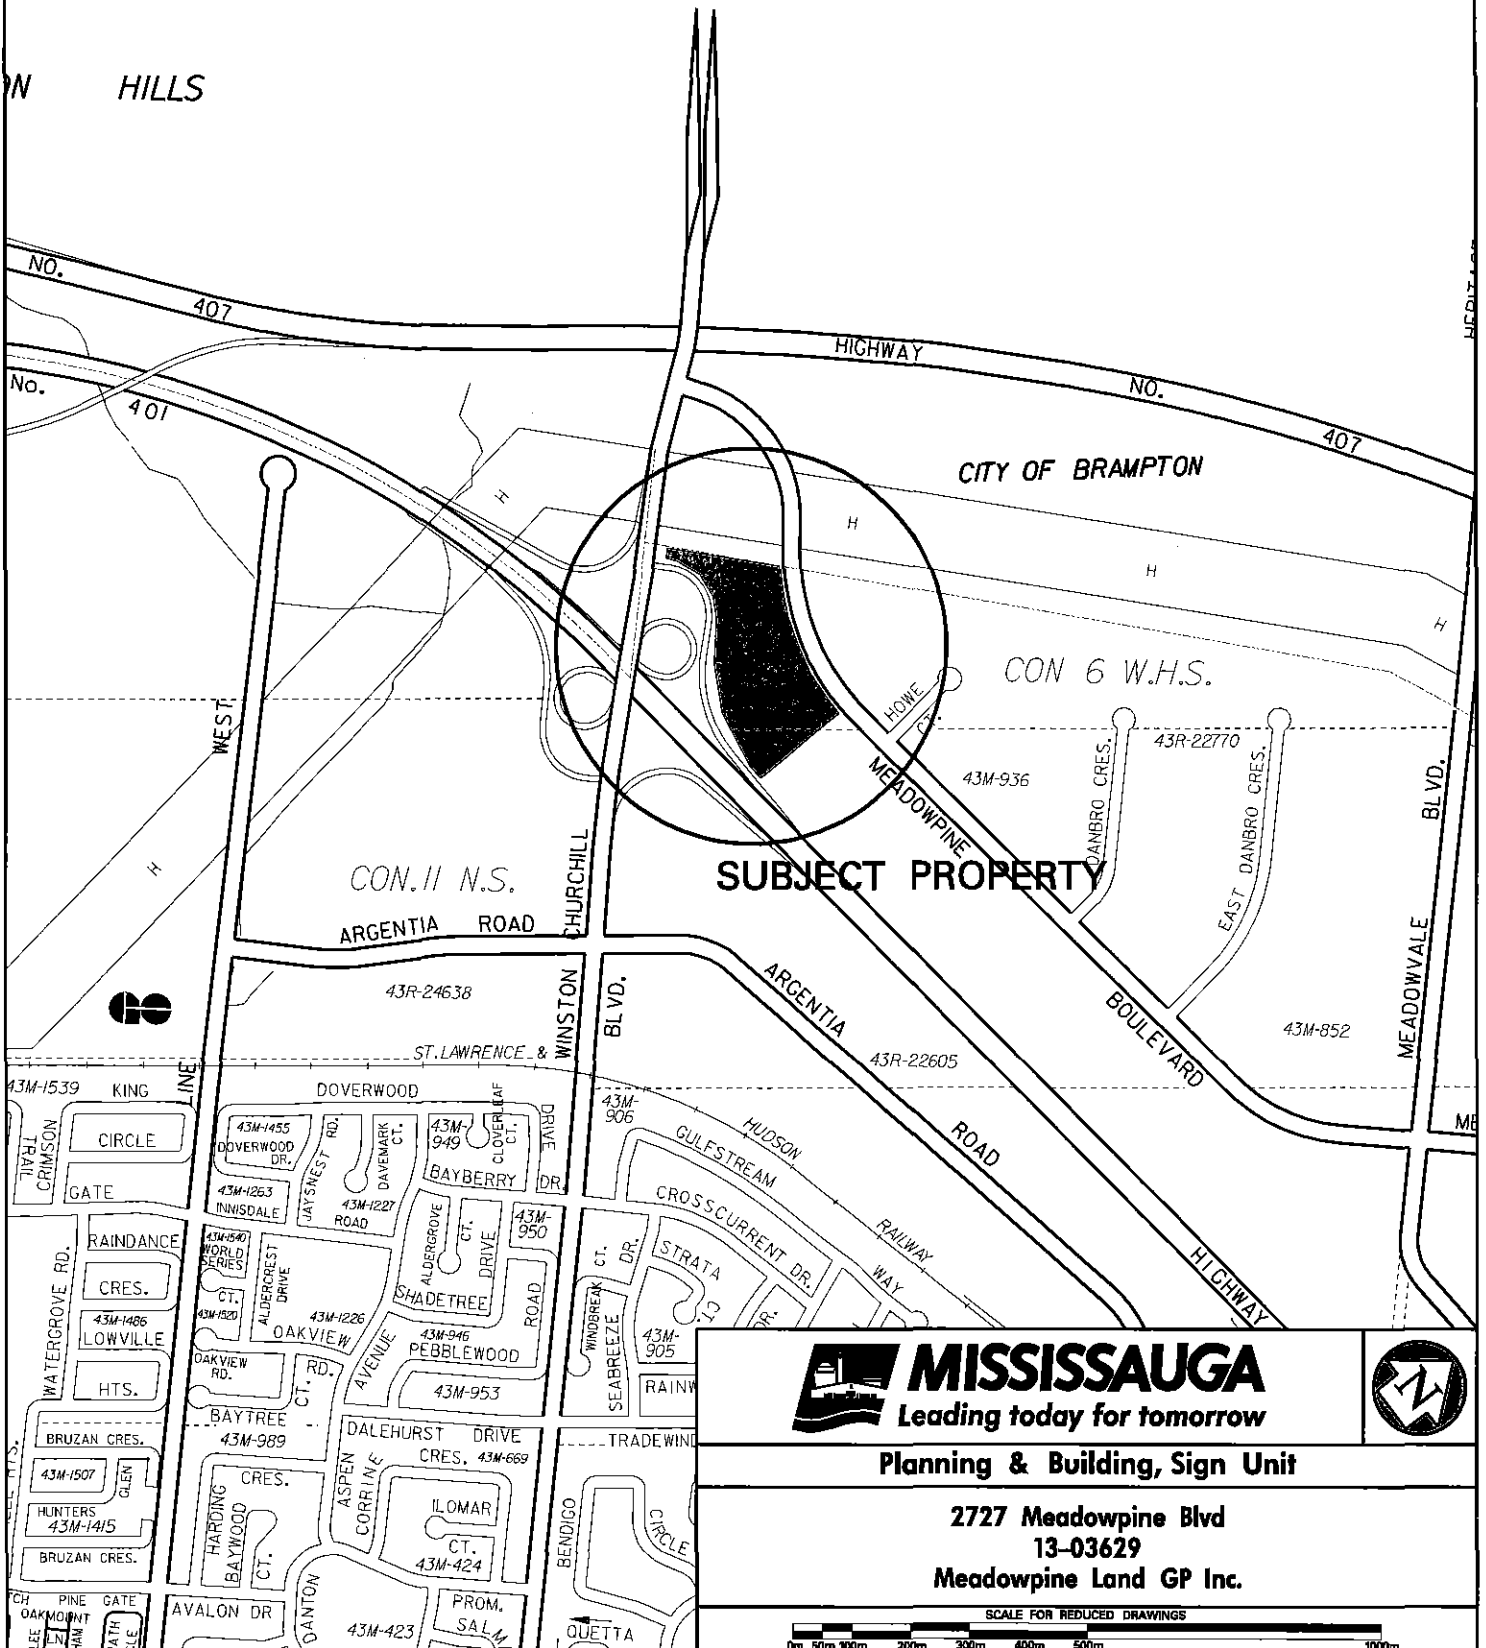 HILLS
NO.
407
HIGHWAY
NO.
407
No.
401
CITY OF BRAMPTON
H
H
H
H
HOWE
CT.
CON 6 W.H.S.
WEST
43R-22770
43M-936
MEADOWPINE
DANBRO CRES.
EAST DANBRO CRES.
BLVD.
H
CON. 11 N.S.
CHURCHILL
SUBJECT PROPERTY
ARGENTIA ROAD
ARGENTIA
43R-24638
GO
WINSTON
BLVD.
BOULEVARD
MEADOWVALE
43M-852
ST. LAWRENCE &
43R-22605
43M-1539
KING
LINE
DOVERWOOD
DRIVE
43M-
906
HUDSON
ROAD
TRAIL
CRIMSON
CIRCLE
43M-1455
DOVERWOOD
DR.
JAYSNEST RD.
DAVEMARK
CT.
43M-
949
CLOVERLEAF
CT.
GULFSTREAM
GATE
43M-1263
INNISDALE
43M-1227
ROAD
BAYBERRY
DR.
CROSSCURRENT DR.
RAILWAY
WATERGROVE RD.
RAINDANCE
CRES.
43M-1540
WORLD
SERIES
CT.
43M-1520
ALDERCREST
DRIVE
ALDERGROVE
CT.
DRIVE
43M-
950
STRATA
CT.
WAY
HIGHWAY
43M-1486
LOWVILLE
HTS.
43M-1226
OAKVIEW
SHADETREE
ROAD
WINDBREAK
CT.
DR.
SEABREEZE
43M-
905
DR.
OAKVIEW
RD.
RD.
CT.
AVENUE
43M-946
PEBBLEWOOD
43M-953
BAYTREE
43M-989
DALEHURST DRIVE
BRUZAN CRES.
43M-1507
GLEN
CRES.
ASPEN
CORRINE
CRES. 43M-669
HUNTERS
43M-1415
HARDING
BAYWOOD
CT.
ILOMAR
CT.
43M-424
BENDIGO
CIRCLE
BRUZAN CRES.
PINE GATE
OAKMOUNT
AVALON DR
DANTON
43M-423
PROM.
QUETTA
MISSISSAUGA
Leading today for tomorrow
N
Planning & Building, Sign Unit
2727 Meadowpine Blvd
13-03629
Meadowpine Land GP Inc.
SCALE FOR REDUCED DRAWINGS
0m 50m 100m 200m 300m 400m 500m 1000m